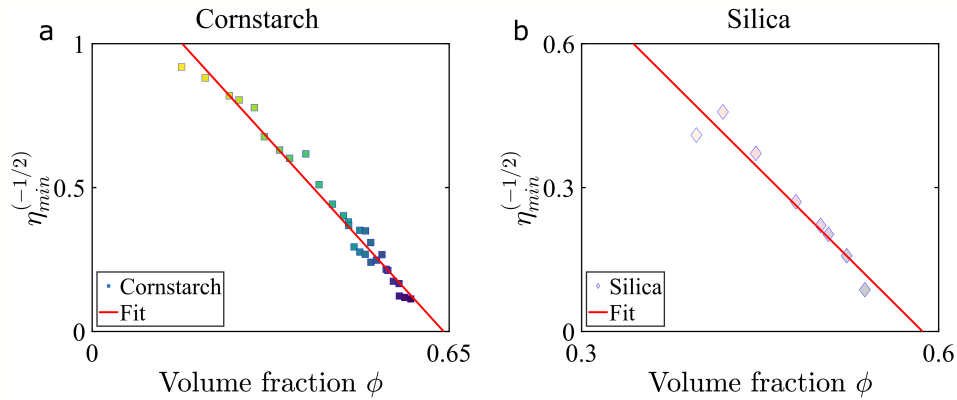 a
Cornstarch
1
0.5
0
η_min^(−1/2)
Cornstarch
Fit
0
0.65
Volume fraction ϕ
b
Silica
0.6
0.3
0
η_min^(−1/2)
Silica
Fit
0.3
0.6
Volume fraction ϕ